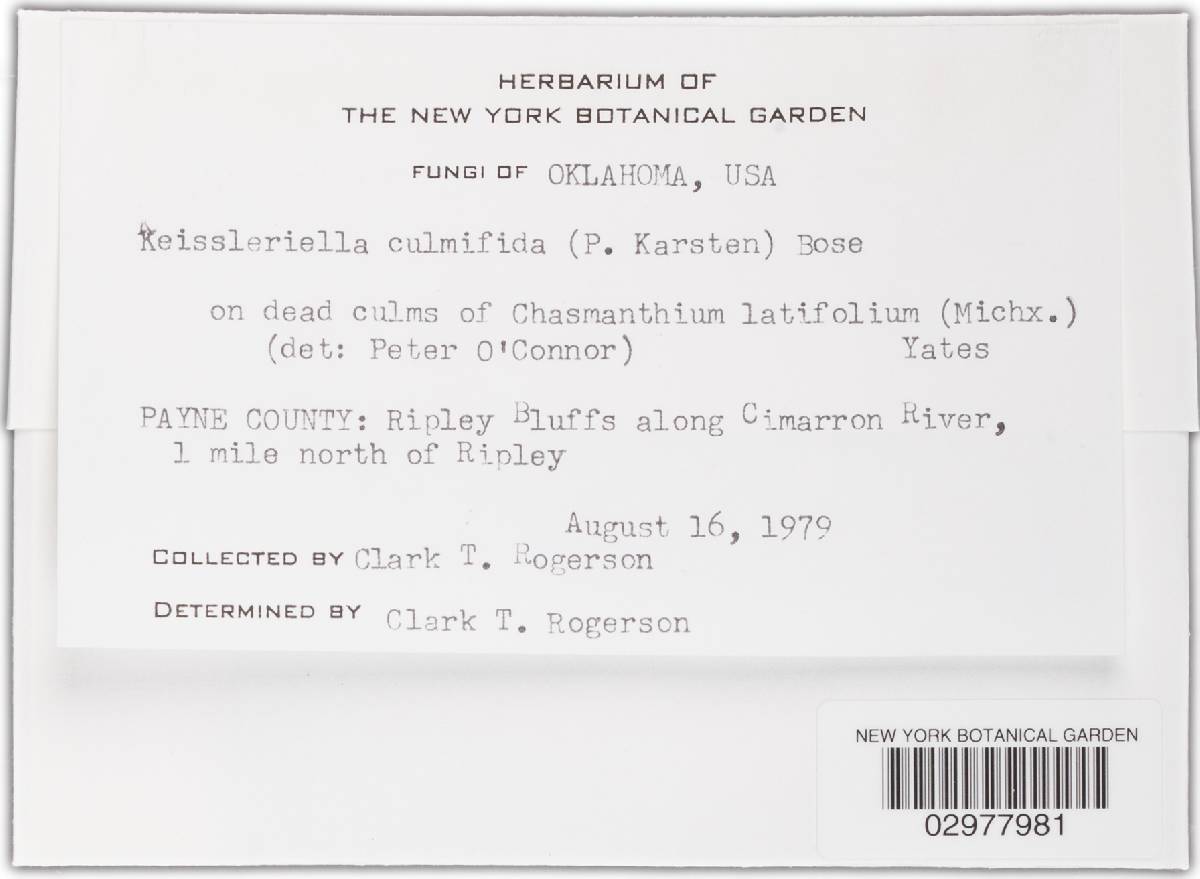 HERBARIUM OF
THE NEW YORK BOTANICAL GARDEN
FUNGI OF OKLAHOMA, USA
Keissleriella culmifida (P. Karsten) Bose
on dead culms of Chasmanthium latifolium (Michx.)
(det: Peter O'Connor) Yates
PAYNE COUNTY: Ripley Bluffs along Cimarron River,
1 mile north of Ripley
August 16, 1979
COLLECTED BY Clark T. Rogerson
DETERMINED BY Clark T. Rogerson
NEW YORK BOTANICAL GARDEN
02977981